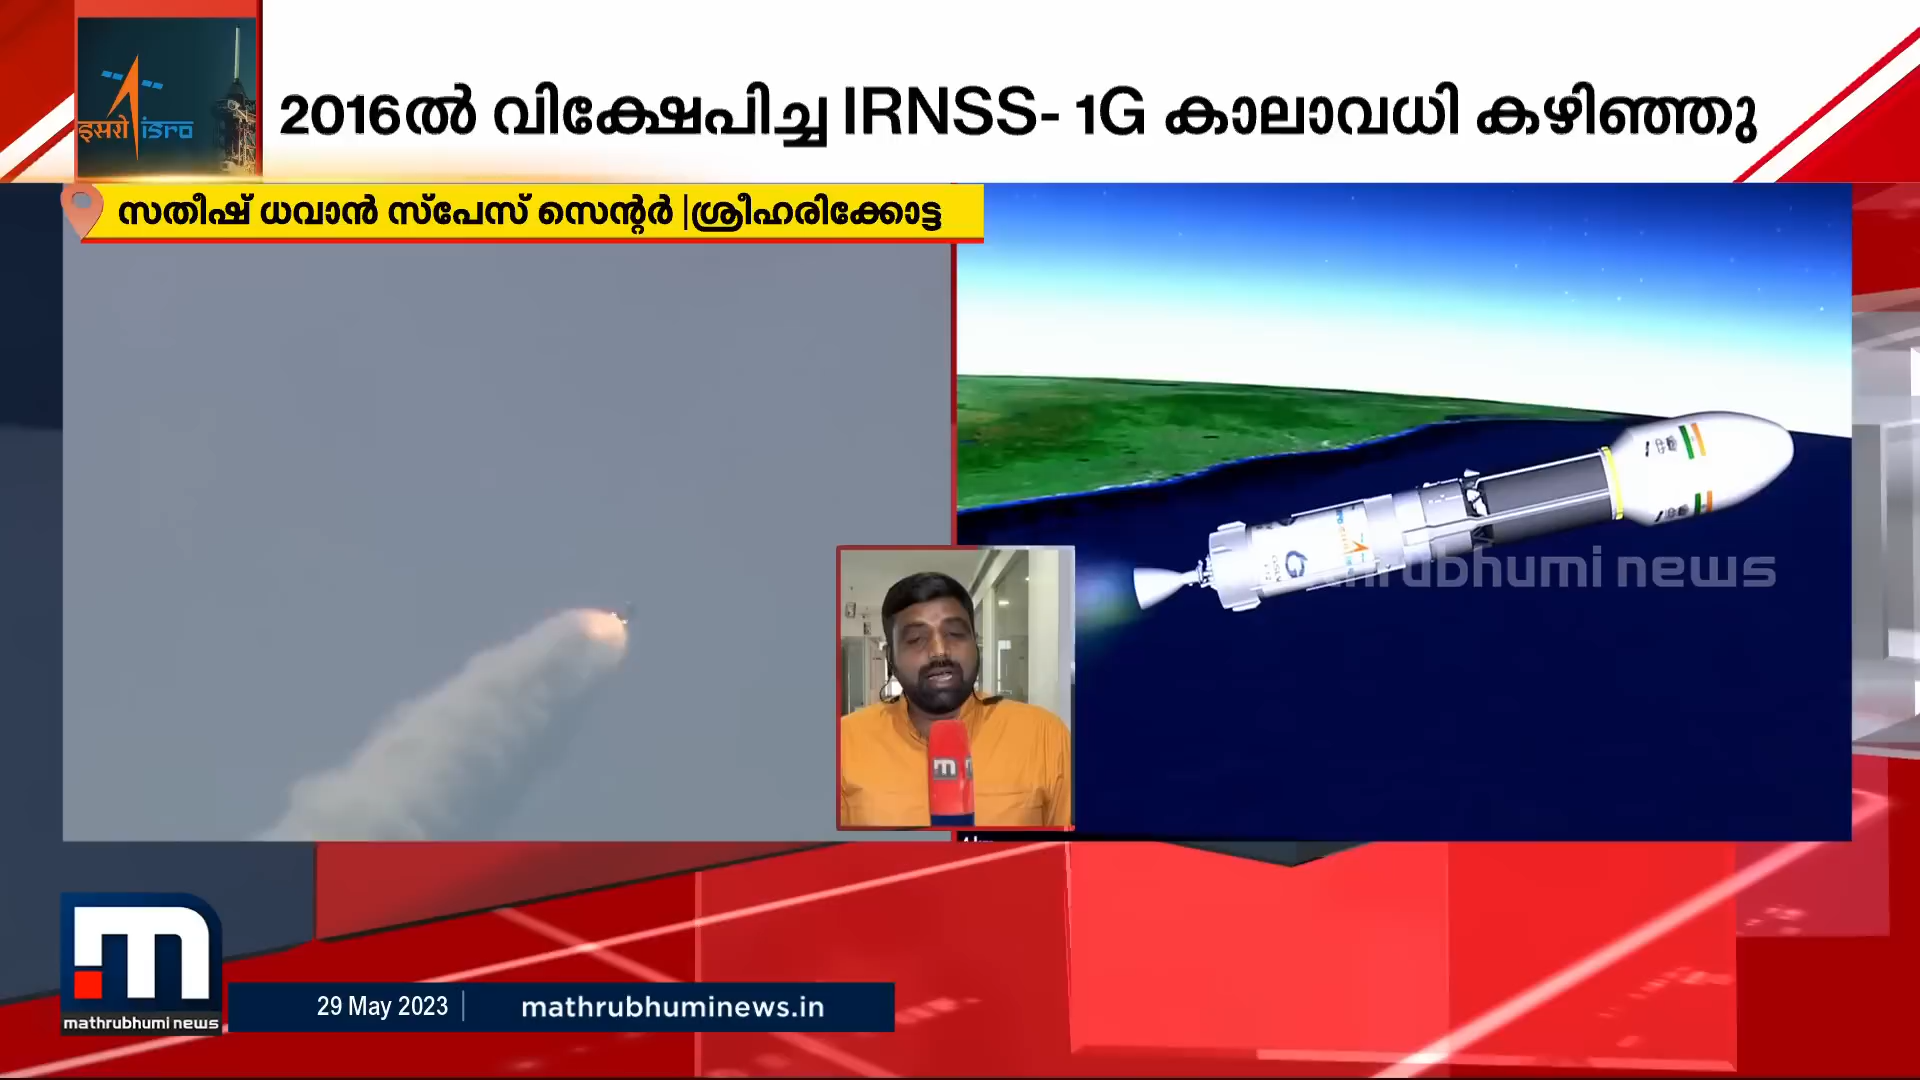 2016ൽ വിക്ഷേപിച്ച IRNSS- 1G കാലാവധി കഴിഞ്ഞു
इसरो isro
സതീഷ് ധവാൻ സ്പേസ് സെന്റർ |ശ്രീഹരിക്കോട്ട
GSLV
mathrubhumi news
29 May 2023 | mathrubhuminews.in
mathrubhumi news